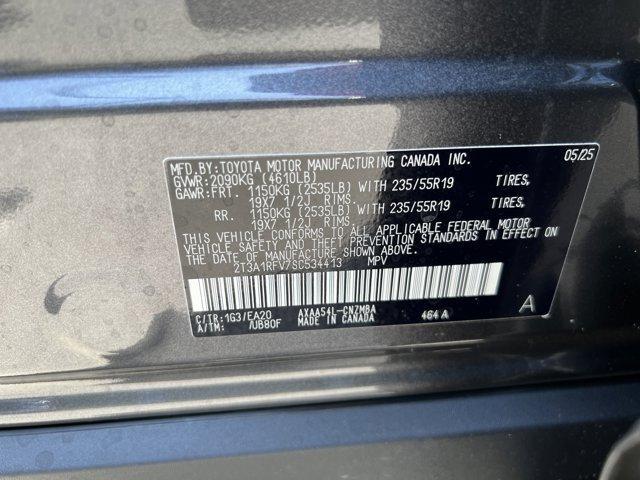 MFD.BY:TOYOTA MOTOR MANUFACTURING CANADA INC. 05/25
GVWR:2090KG (4610LB)
GAWR:FRT 1150KG (2535LB) WITH 235/55R19 TIRES,
19X7 1/2J RIMS.
RR. 1150KG (2535LB) WITH 235/55R19 TIRES,
19X7 1/2J RIMS.
THIS VEHICLE CONFORMS TO ALL APPLICABLE FEDERAL MOTOR
VEHICLE SAFETY AND THEFT PREVENTION STANDARDS IN EFFECT ON
THE DATE OF MANUFACTURE SHOWN ABOVE.
2T3A1RFV7SC534413 MPV
C/TR:1G3/EA20 AXAA54L-CNZMBA 464 A A
A/TM: /UB80F MADE IN CANADA